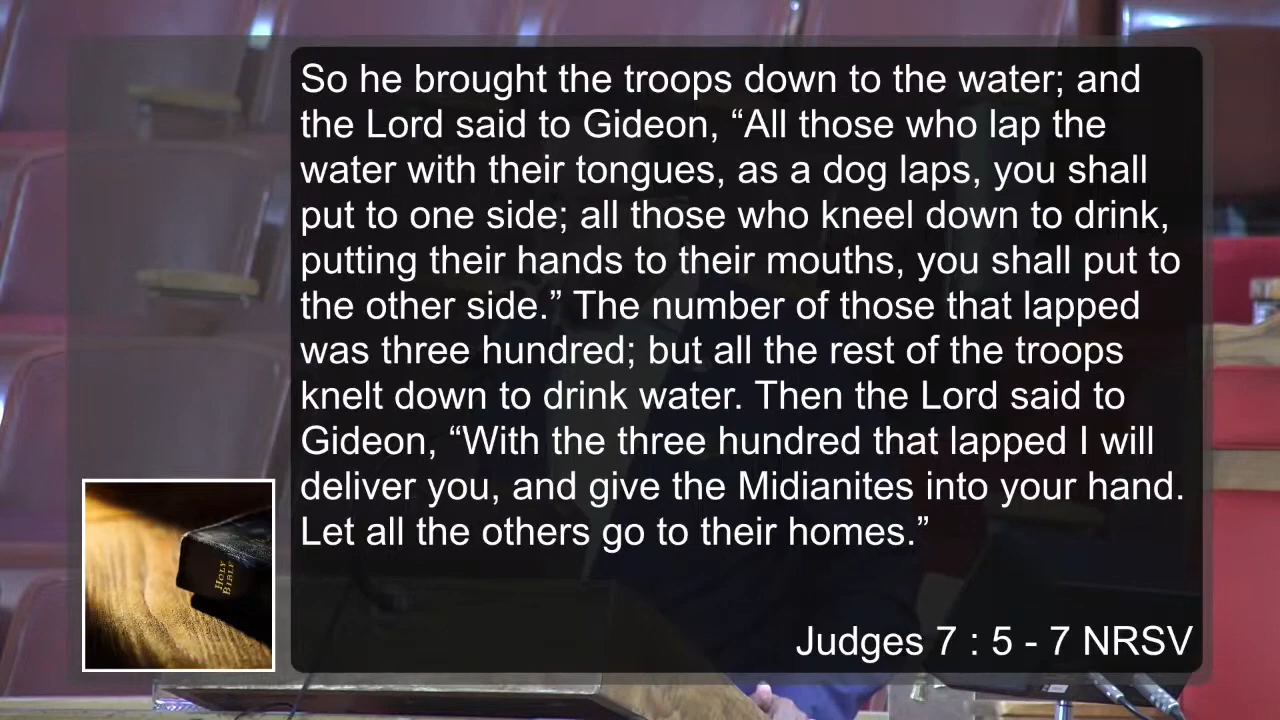 So he brought the troops down to the water; and
the Lord said to Gideon, “All those who lap the
water with their tongues, as a dog laps, you shall
put to one side; all those who kneel down to drink,
putting their hands to their mouths, you shall put to
the other side.” The number of those that lapped
was three hundred; but all the rest of the troops
knelt down to drink water. Then the Lord said to
Gideon, “With the three hundred that lapped I will
deliver you, and give the Midianites into your hand.
Let all the others go to their homes.”
HOLY
BIBLE
Judges 7 : 5 - 7 NRSV